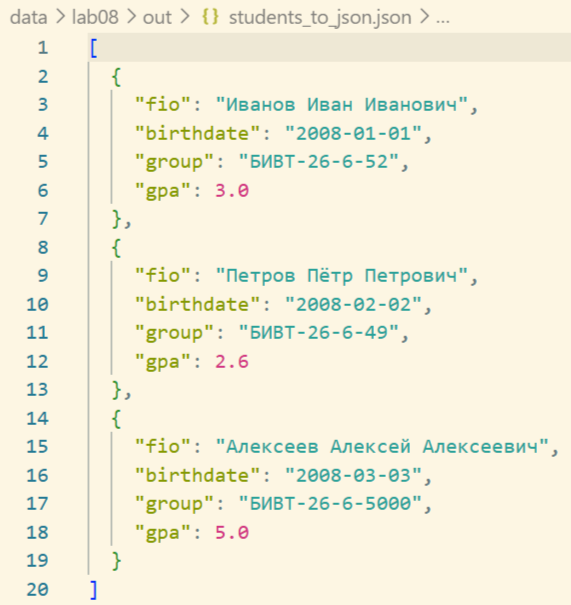 data > lab08 > out > {} students_to_json.json > ...
1 [
2 {
3 "fio": "Иванов Иван Иванович",
4 "birthdate": "2008-01-01",
5 "group": "БИВТ-26-6-52",
6 "gpa": 3.0
7 },
8 {
9 "fio": "Петров Пётр Петрович",
10 "birthdate": "2008-02-02",
11 "group": "БИВТ-26-6-49",
12 "gpa": 2.6
13 },
14 {
15 "fio": "Алексеев Алексей Алексеевич",
16 "birthdate": "2008-03-03",
17 "group": "БИВТ-26-6-5000",
18 "gpa": 5.0
19 }
20 ]